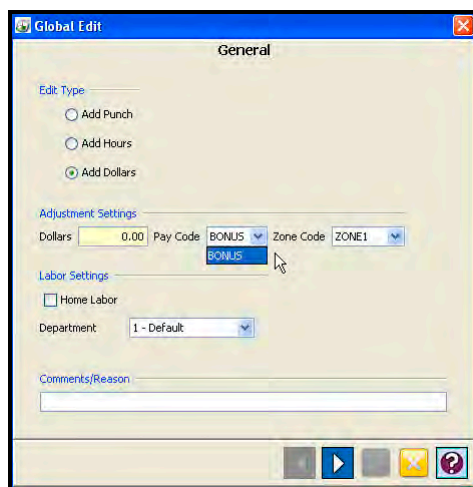 Global Edit
General
Edit Type
Add Punch
Add Hours
Add Dollars
Adjustment Settings
Dollars 0.00 Pay Code BONUS Zone Code ZONE1
BONUS
Labor Settings
Home Labor
Department 1 - Default
Comments/Reason
?